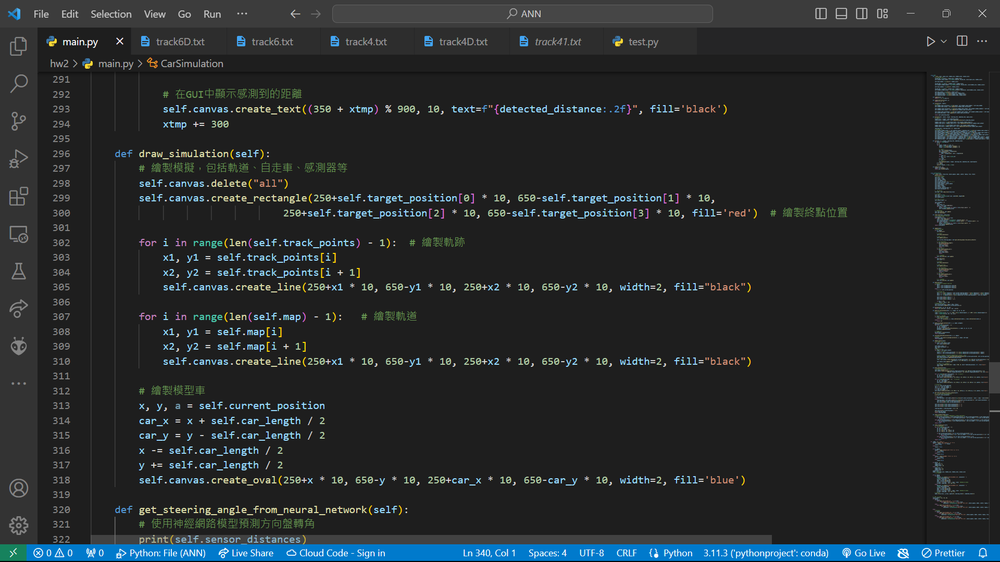 File Edit Selection View Go Run ··· ANN
main.py track6D.txt track6.txt track4.txt track4D.txt track41.txt test.py
hw2 > main.py > CarSimulation
291
292 # 在GUI中顯示感測到的距離
293 self.canvas.create_text((350 + xtmp) % 900, 10, text=f"{detected_distance:.2f}", fill='black')
294 xtmp += 300
295
296 def draw_simulation(self):
297 # 繪製模擬，包括軌道、自走車、感測器等
298 self.canvas.delete("all")
299 self.canvas.create_rectangle(250+self.target_position[0] * 10, 650-self.target_position[1] * 10,
300 250+self.target_position[2] * 10, 650-self.target_position[3] * 10, fill='red') # 繪製終點位置
301
302 for i in range(len(self.track_points) - 1): # 繪製軌跡
303 x1, y1 = self.track_points[i]
304 x2, y2 = self.track_points[i + 1]
305 self.canvas.create_line(250+x1 * 10, 650-y1 * 10, 250+x2 * 10, 650-y2 * 10, width=2, fill="black")
306
307 for i in range(len(self.map) - 1): # 繪製軌道
308 x1, y1 = self.map[i]
309 x2, y2 = self.map[i + 1]
310 self.canvas.create_line(250+x1 * 10, 650-y1 * 10, 250+x2 * 10, 650-y2 * 10, width=2, fill="black")
311
312 # 繪製模型車
313 x, y, a = self.current_position
314 car_x = x + self.car_length / 2
315 car_y = y - self.car_length / 2
316 x -= self.car_length / 2
317 y += self.car_length / 2
318 self.canvas.create_oval(250+x * 10, 650-y * 10, 250+car_x * 10, 650-car_y * 10, width=2, fill='blue')
319
320 def get_steering_angle_from_neural_network(self):
321 # 使用神經網路模型預測方向盤轉角
322 print(self.sensor_distances)
0 0 0 Python: File (ANN) Live Share Cloud Code - Sign in Ln 340, Col 1 Spaces: 4 UTF-8 CRLF {} Python 3.11.3 ('pythonproject': conda) Go Live Prettier